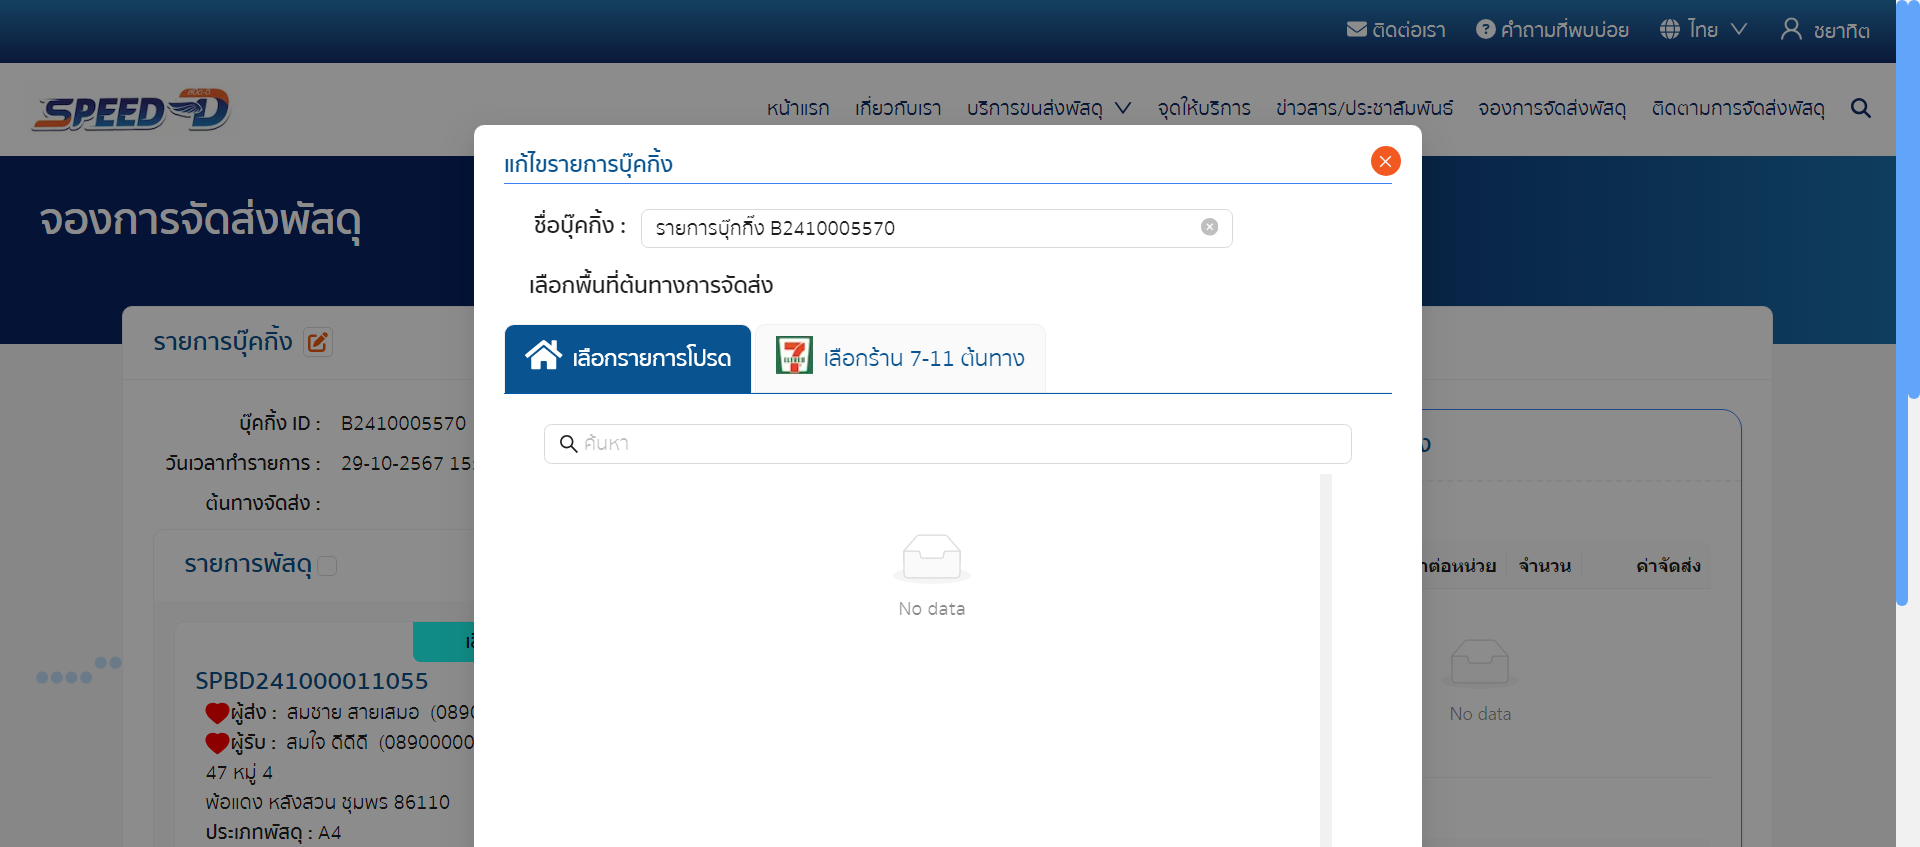 ติดต่อเรา คำถามที่พบบ่อย ไทย ชยาทิต
SPEED-D
หน้าแรก เกี่ยวกับเรา บริการขนส่งพัสดุ จุดให้บริการ ข่าวสาร/ประชาสัมพันธ์ จองการจัดส่งพัสดุ ติดตามการจัดส่งพัสดุ
จองการจัดส่งพัสดุ
แก้ไขรายการบุ๊คกิ้ง
ชื่อบุ๊คกิ้ง : รายการบุ๊กกิ๊ง B2410005570
เลือกพื้นที่ต้นทางการจัดส่ง
เลือกรายการโปรด
เลือกร้าน 7-11 ต้นทาง
ค้นหา
No data
รายการบุ๊คกิ้ง
บุ๊คกิ้ง ID : B2410005570
วันเวลาทำรายการ : 29-10-2567 15
ต้นทางจัดส่ง :
รายการพัสดุ
SPBD241000011055
ผู้ส่ง : สมชาย สายเสมอ (089
ผู้รับ : สมใจ ดีดีดี (08900000
47 หมู่ 4
พ้อแดง หลังสวน ชุมพร 86110
ประเภทพัสดุ : A4
ต่อหน่วย จำนวน ค่าจัดส่ง
No data